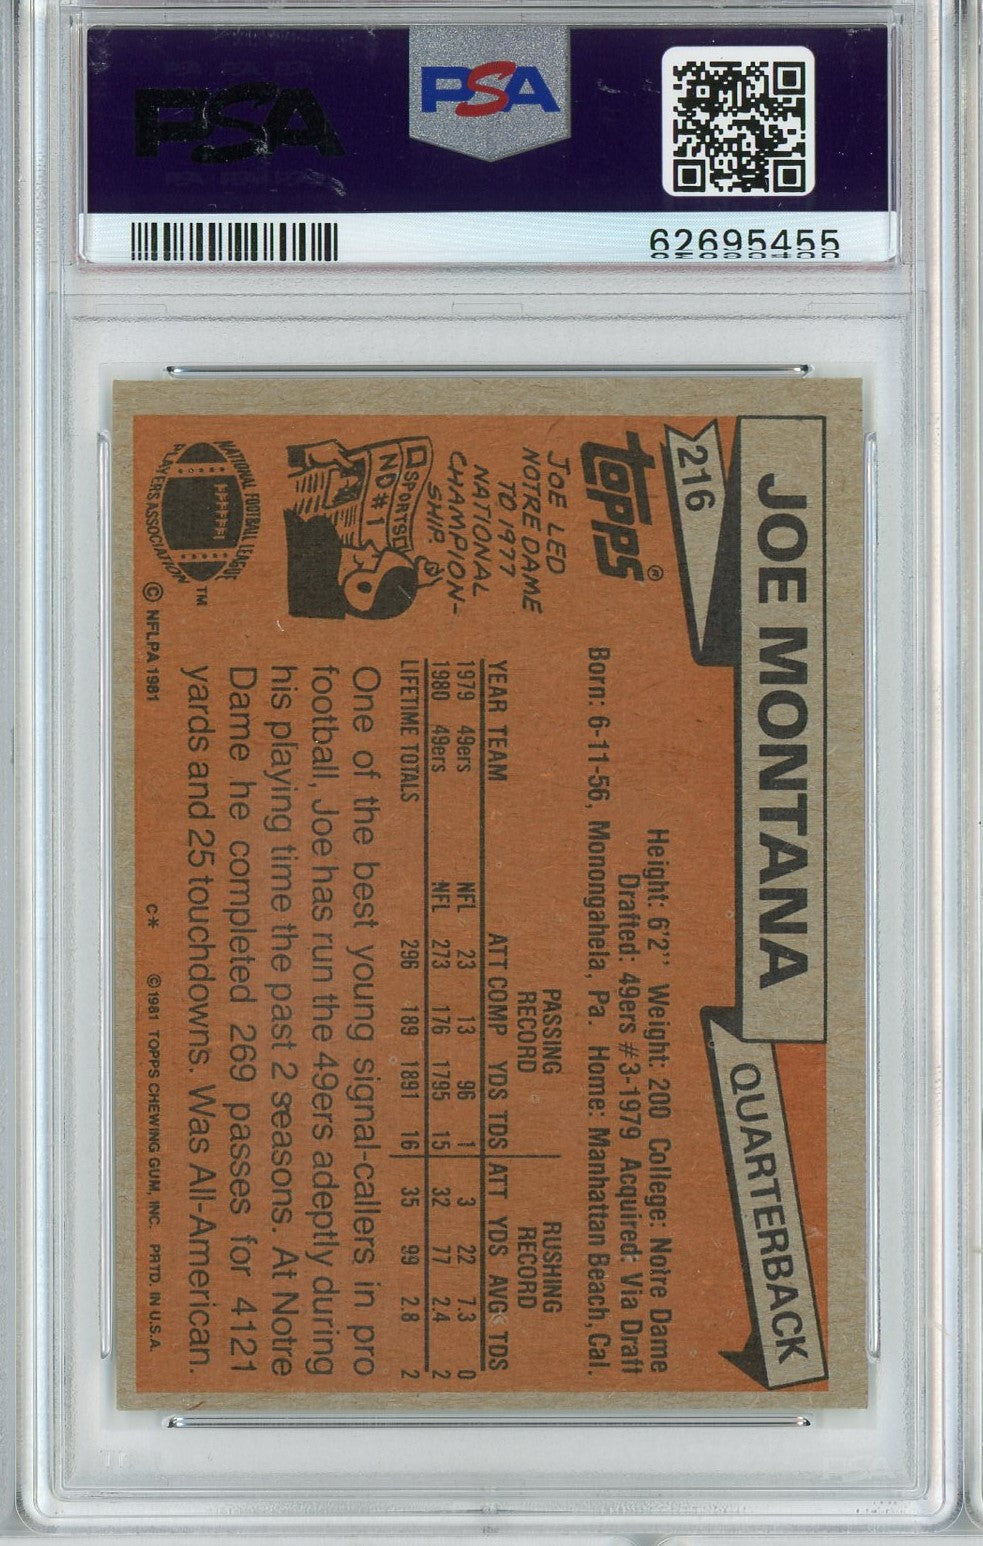 PSA
PSA
62695455
JOE MONTANA
QUARTERBACK
216
topps®
Height: 6'2" Weight: 200 College: Notre Dame
Drafted: 49ers #3-1979 Acquired: Via Draft
Born: 6-11-56, Monongahela, Pa. Home: Manhattan Beach, Cal.
JOE LED
NOTRE DAME
TO 1977
NATIONAL
CHAMPION-
SHIP.
SPORTS
ND #1
PASSING RECORD RUSHING RECORD
YEAR TEAM ATT COMP YDS TDS ATT YDS AVG TDS
1979 49ers NFL 23 13 96 1 3 22 7.3 0
1980 49ers NFL 273 176 1795 15 32 77 2.4 2
LIFETIME TOTALS 296 189 1891 16 35 99 2.8 2
One of the best young signal-callers in pro
football, Joe has run the 49ers adeptly during
his playing time the past 2 seasons. At Notre
Dame he completed 269 passes for 4121
yards and 25 touchdowns. Was All-American.
NATIONAL FOOTBALL LEAGUE
PLAYERS ASSOCIATION
TM
© NFLPA 1981
C*
© 1981 TOPPS CHEWING GUM, INC. PRTD. IN U.S.A.
PSA